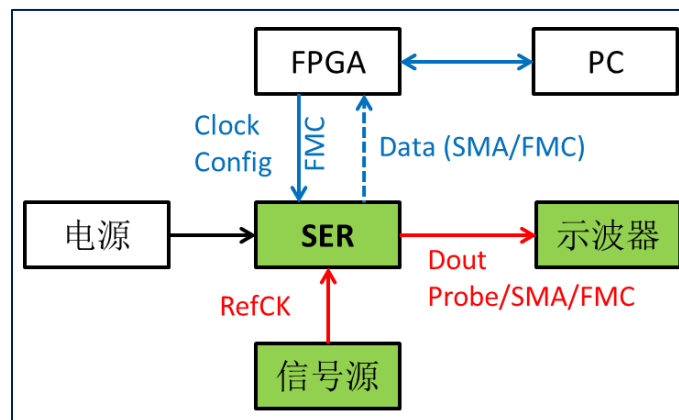 FPGA
PC
Clock
Config
FMC
Data (SMA/FMC)
电源
SER
示波器
Dout
Probe/SMA/FMC
RefCK
信号源